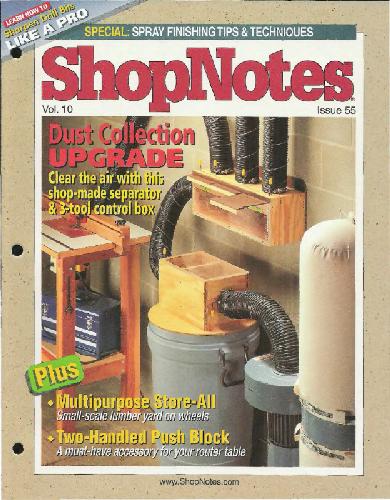 LEARN HOW TO
Sharpen Drill Bits
LIKE A PRO
SPECIAL: SPRAY FINISHING TIPS & TECHNIQUES
ShopNotes
Vol. 10
Issue 55
Dust Collection
UPGRADE
Clear the air with this
shop-made separator
& 3-tool control box
Plus
Multipurpose Store-All
Small-scale lumber yard on wheels
Two-Handled Push Block
A must-have accessory for your router table
www.ShopNotes.com